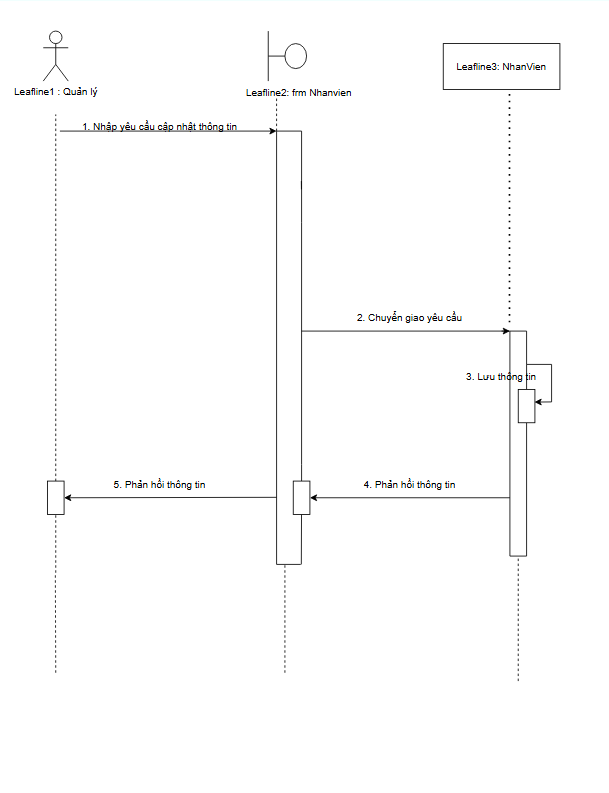 Leafline1 : Quản lý
Leafline2: frm Nhanvien
Leafline3: NhanVien
1. Nhập yêu cầu cập nhật thông tin
2. Chuyển giao yêu cầu
3. Lưu thông tin
5. Phản hồi thông tin
4. Phản hồi thông tin